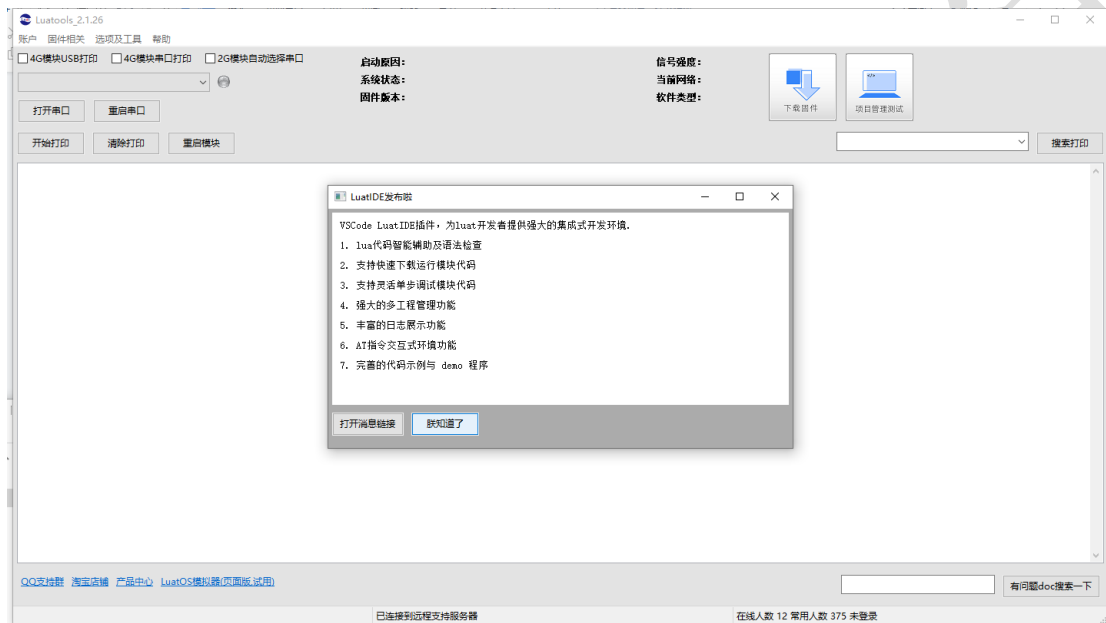 Luatools_2.1.26
账户 固件相关 选项及工具 帮助
4G模块USB打印 4G模块串口打印 2G模块自动选择串口
启动原因:
信号强度:
系统状态:
当前网络:
固件版本:
软件类型:
下载固件
项目管理测试
打开串口 重启串口
开始打印 清除打印 重启模块
搜索打印
LuatIDE发布啦
VSCode LuatIDE插件，为luat开发者提供强大的集成式开发环境.
1. lua代码智能辅助及语法检查
2. 支持快速下载运行模块代码
3. 支持灵活单步调试模块代码
4. 强大的多工程管理功能
5. 丰富的日志展示功能
6. AT指令交互式环境功能
7. 完善的代码示例与 demo 程序
打开消息链接 朕知道了
QQ支持群 淘宝店铺 产品中心 LuatOS模拟器(页面版,试用)
有问题doc搜索一下
已连接到远程支持服务器
在线人数 12 常用人数 375 未登录